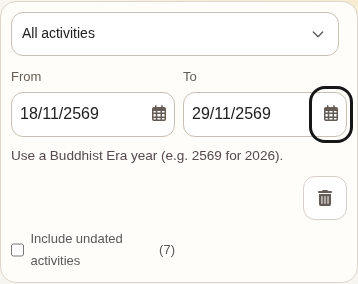 All activities
From
To
18/11/2569
29/11/2569
Use a Buddhist Era year (e.g. 2569 for 2026).
Include undated
activities
(7)